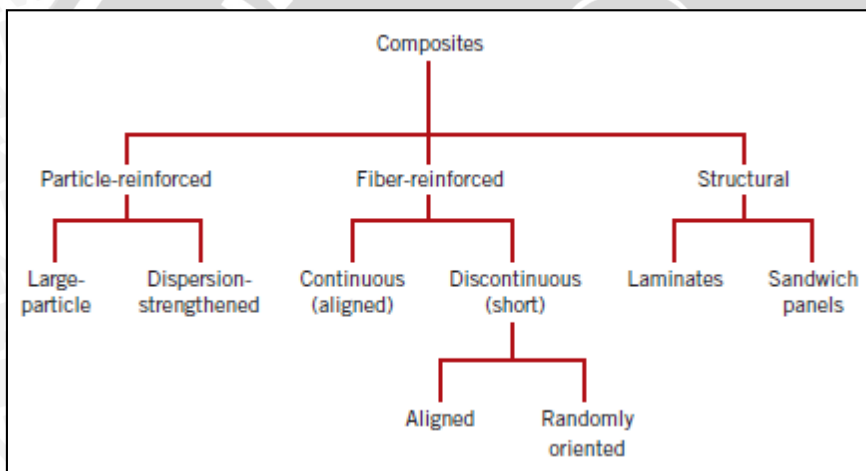 Composites
Particle-reinforced
Fiber-reinforced
Structural
Large-
particle
Dispersion-
strengthened
Continuous
(aligned)
Discontinuous
(short)
Laminates
Sandwich
panels
Aligned
Randomly
oriented